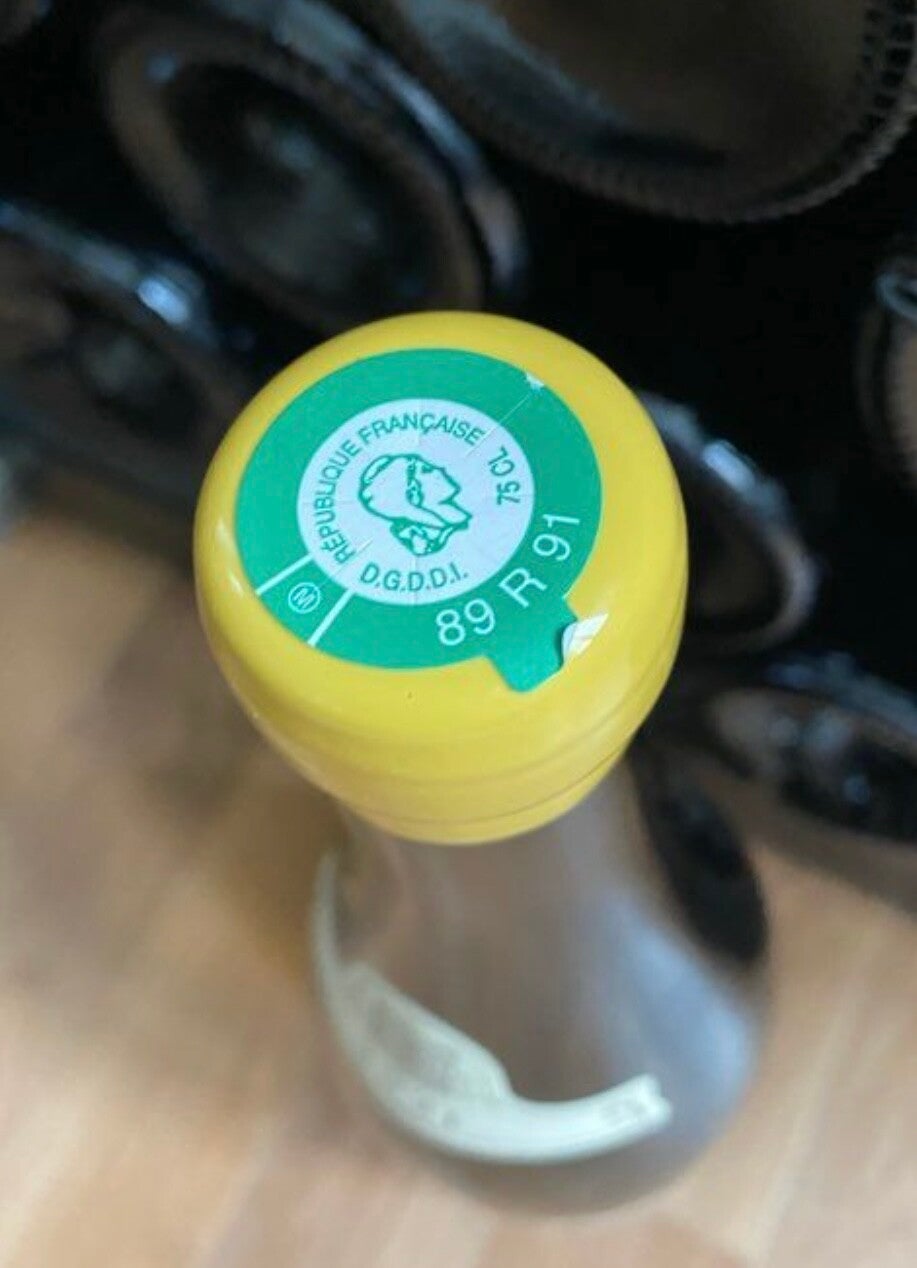 RÉPUBLIQUE FRANÇAISE
75 CL
D.G.D.D.I.
89 R 91
M